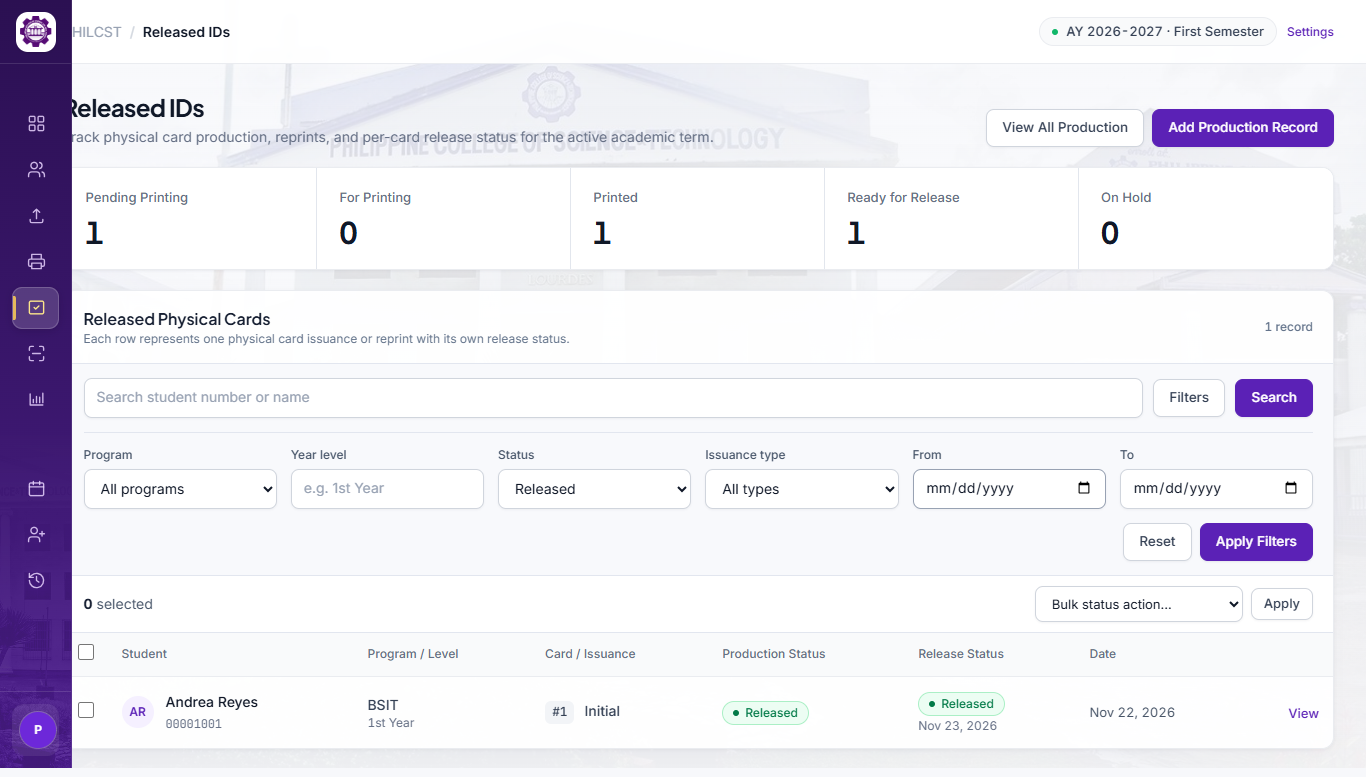 HILCST / Released IDs
AY 2026-2027 · First Semester
Settings
Released IDs
rack physical card production, reprints, and per-card release status for the active academic term.
PHILIPPINE COLLEGE OF SCIENCE & TECHNOLOGY
View All Production
Add Production Record
Pending Printing
1
For Printing
0
Printed
1
Ready for Release
1
On Hold
0
Released Physical Cards
Each row represents one physical card issuance or reprint with its own release status.
1 record
Search student number or name
Filters
Search
Program
Year level
Status
Issuance type
From
To
All programs
e.g. 1st Year
Released
All types
mm/dd/yyyy
mm/dd/yyyy
Reset
Apply Filters
0 selected
Bulk status action...
Apply
Student
Program / Level
Card / Issuance
Production Status
Release Status
Date
AR
Andrea Reyes
00001001
BSIT
1st Year
#1 Initial
Released
Released
Nov 23, 2026
Nov 22, 2026
View
P